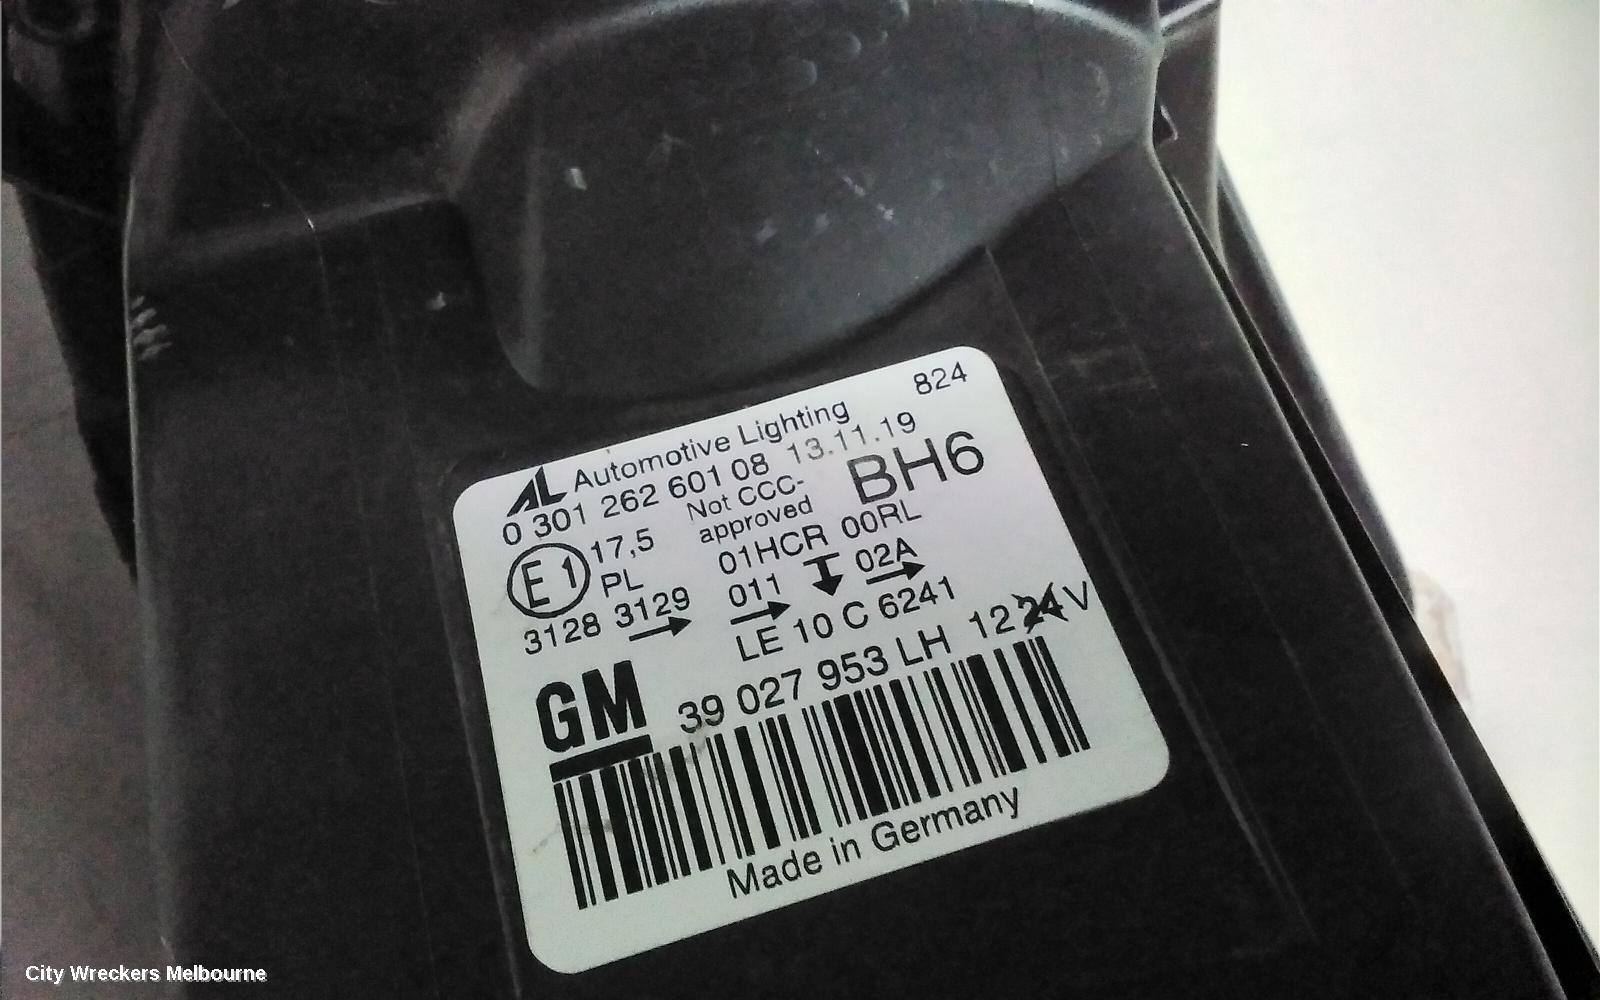 824
AL Automotive Lighting
0 301 262 601 08 13.11.19
Not CCC-
approved
BH6
E1 17,5
PL
01HCR 00RL
3128 3129
011 02A
LE 10 C 6241
GM 39 027 953 LH 12 24 V
Made in Germany
City Wreckers Melbourne